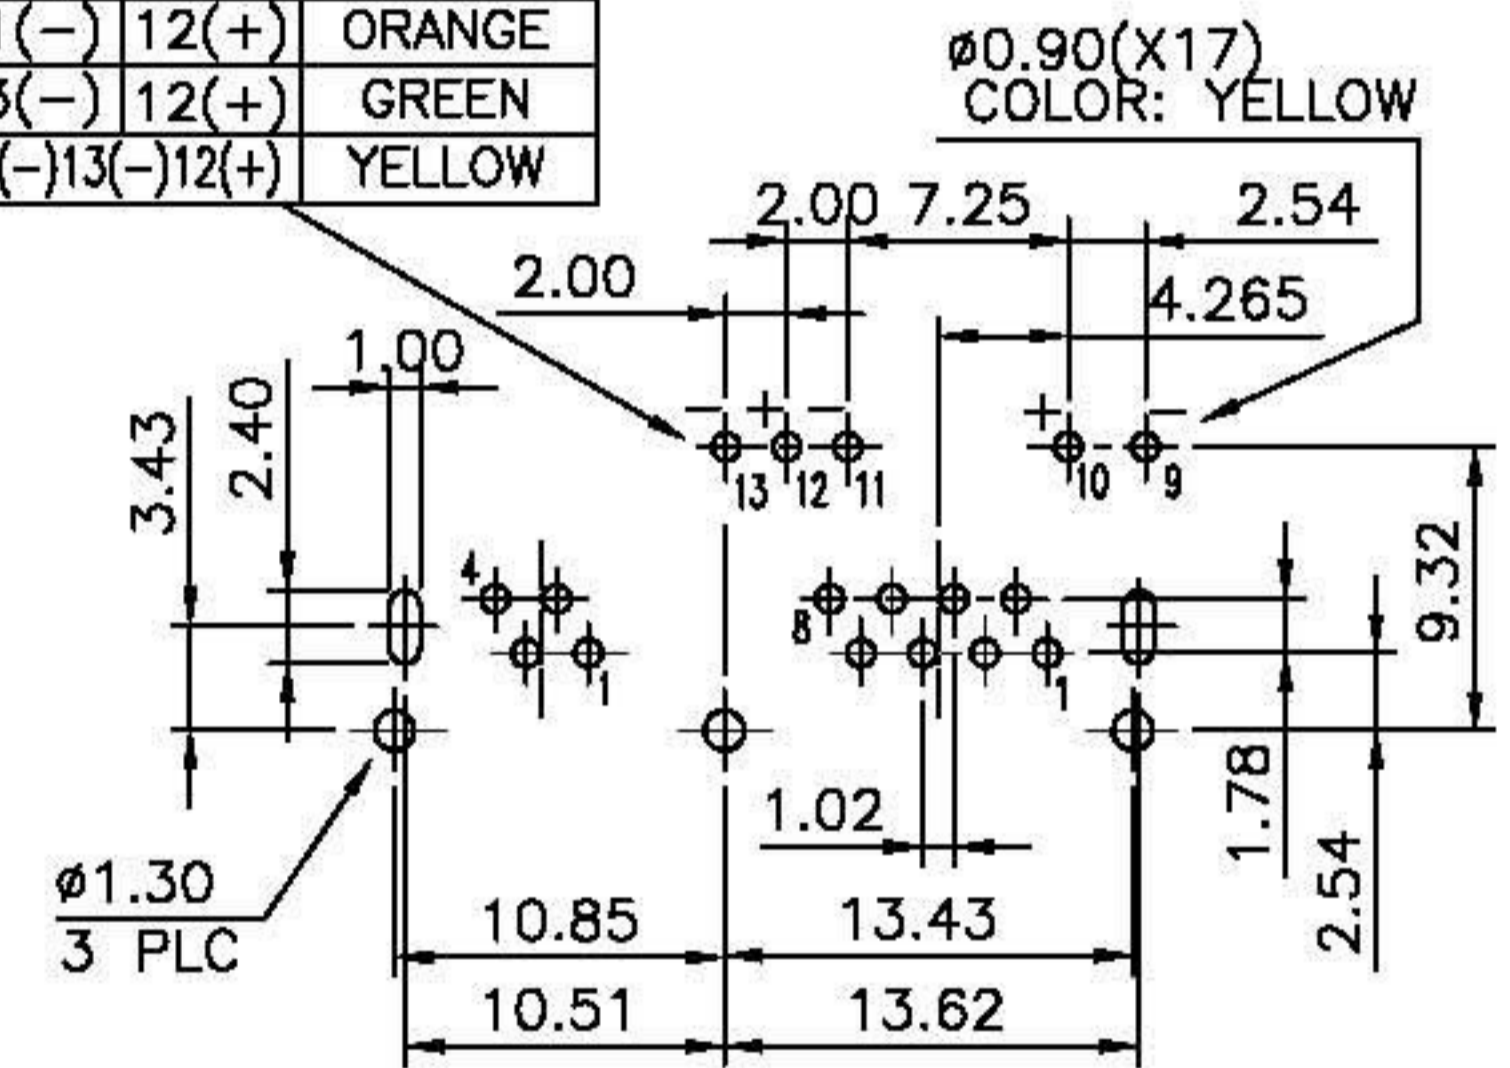 (-) 12(+) ORANGE
(-) 12(+) GREEN
(-)13(-)12(+) YELLOW
ø0.90(X17)
COLOR: YELLOW
2.00 7.25 2.54
2.00
4.265
1.00
3.43
2.40
- + -
+ -
13 12 11
10 9
4
1
8
1
9.32
1.78
2.54
1.02
ø1.30
3 PLC
10.85
13.43
10.51
13.62